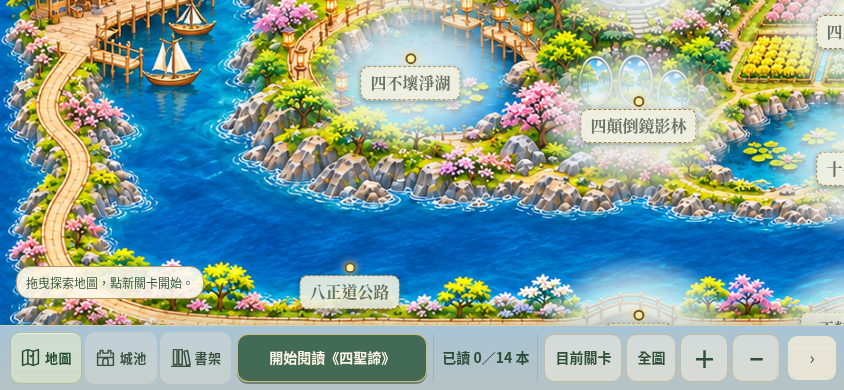 四不壞淨湖
四顛倒鏡影林
四
十
八正道公路
拖曳探索地圖，點新關卡開始。
地圖
城池
書架
開始閱讀《四聖諦》
已讀 0／14 本
目前關卡
全圖
＋
−
›